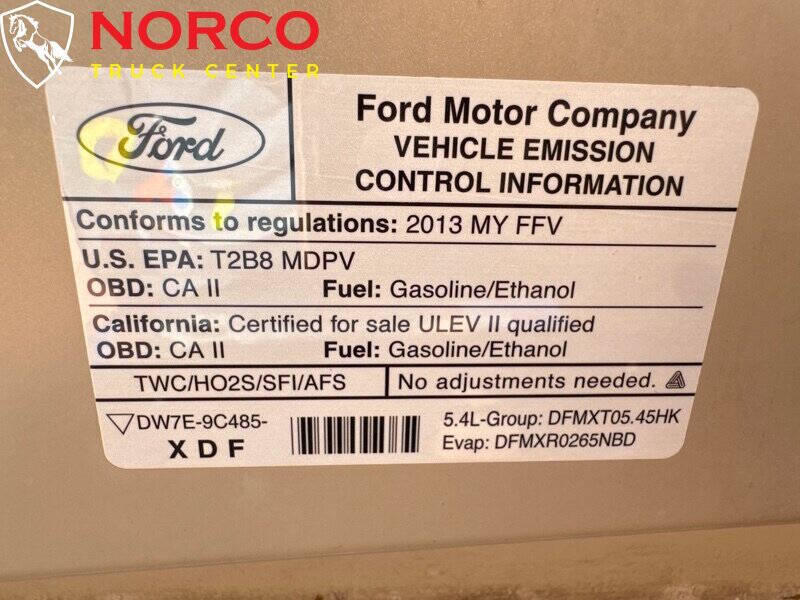 NORCO
TRUCK CENTER
Ford
Ford Motor Company
VEHICLE EMISSION
CONTROL INFORMATION
Conforms to regulations: 2013 MY FFV
U.S. EPA: T2B8 MDPV
OBD: CA II Fuel: Gasoline/Ethanol
California: Certified for sale ULEV II qualified
OBD: CA II Fuel: Gasoline/Ethanol
TWC/HO2S/SFI/AFS No adjustments needed.
DW7E-9C485-
XDF
5.4L-Group: DFMXT05.45HK
Evap: DFMXR0265NBD